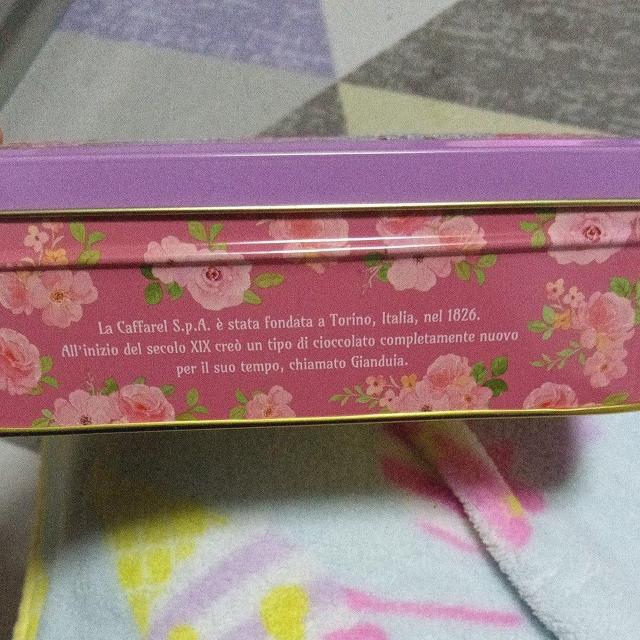 La Caffarel S.p.A. è stata fondata a Torino, Italia, nel 1826.
All'inizio del secolo XIX creò un tipo di cioccolato completamente nuovo
per il suo tempo, chiamato Gianduia.